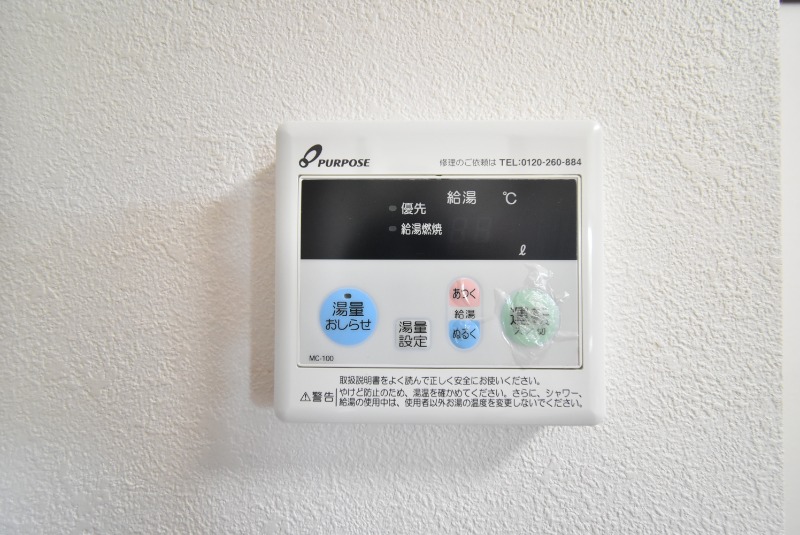 PURPOSE
修理のご依頼は TEL:0120-260-884
給湯 ℃
優先
給湯燃焼
ℓ
湯量
おしらせ
湯量
設定
あつく
給湯
ぬるく
運転
切
MC-100
取扱説明書をよく読んで正しく安全にお使いください。
⚠警告 やけど防止のため、湯温を確かめてください。さらに、シャワー、
給湯の使用中は、使用者以外お湯の温度を変更しないでください。